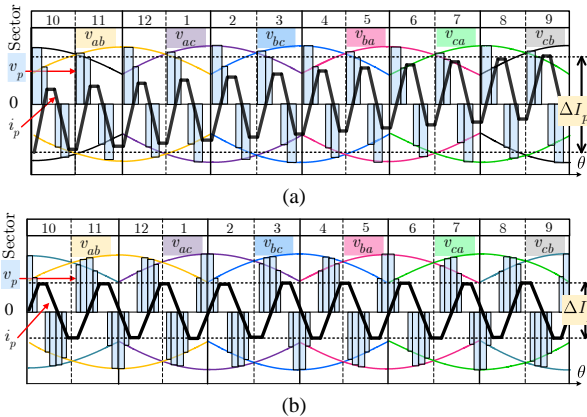 Sector
10 11 12 1 2 3 4 5 6 7 8 9
v_ab v_ac v_bc v_ba v_ca v_cb
v_p
0
i_p
ΔI_p
θ
(a)
Sector
10 11 12 1 2 3 4 5 6 7 8 9
v_ab v_ac v_bc v_ba v_ca v_cb
v_p
0
i_p
ΔI
θ
(b)